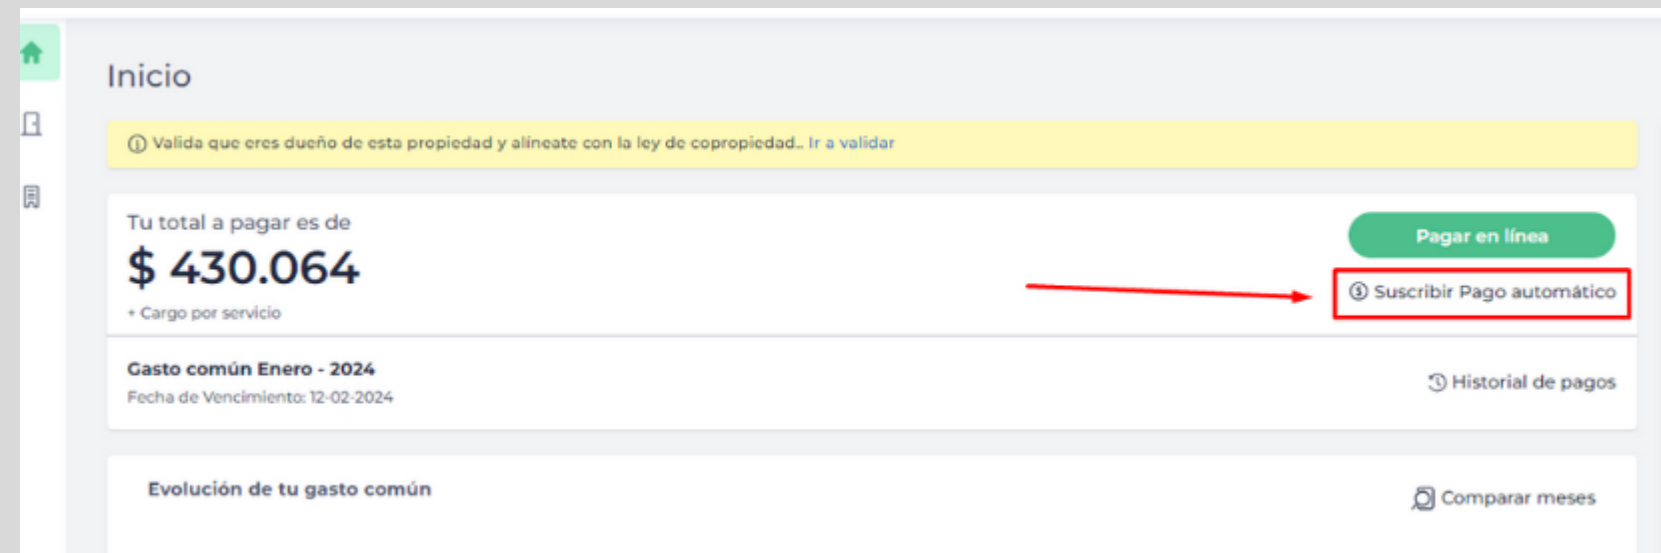 Inicio
Valida que eres dueño de esta propiedad y alíneate con la ley de copropiedad.. Ir a validar
Tu total a pagar es de
$ 430.064
+ Cargo por servicio
Pagar en línea
Suscribir Pago automático
Gasto común Enero - 2024
Fecha de Vencimiento: 12-02-2024
Historial de pagos
Evolución de tu gasto común
Comparar meses